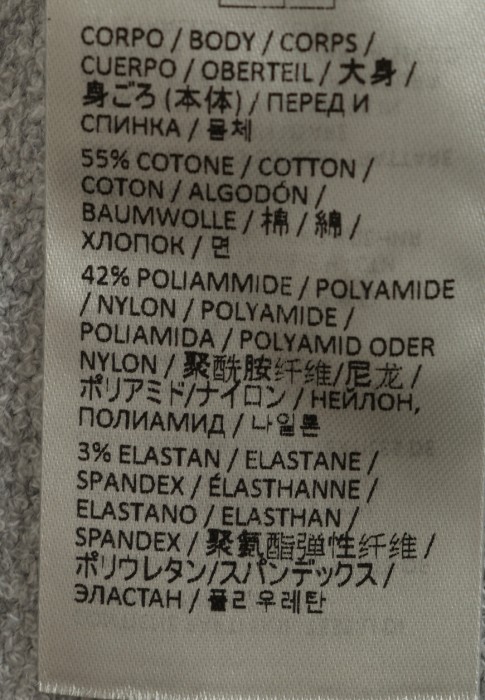 CORPO / BODY / CORPS /
CUERPO / OBERTEIL / 大身 /
身ごろ (本体) / ПЕРЕД И
СПИНКА / 몸체
55% COTONE / COTTON /
COTON / ALGODÓN /
BAUMWOLLE / 棉 / 綿 /
ХЛОПОК / 면
42% POLIAMMIDE / POLYAMIDE
/ NYLON / POLYAMIDE /
POLIAMIDA / POLYAMID ODER
NYLON / 聚酰胺纤维/尼龙 /
ポリアミド/ナイロン / НЕЙЛОН,
ПОЛИАМИД / 나일론
3% ELASTAN / ELASTANE /
SPANDEX / ÉLASTHANNE /
ELASTANO / ELASTHAN /
SPANDEX / 聚氨酯弹性纤维 /
ポリウレタン/スパンデックス /
ЭЛАСТАН / 폴리우레탄